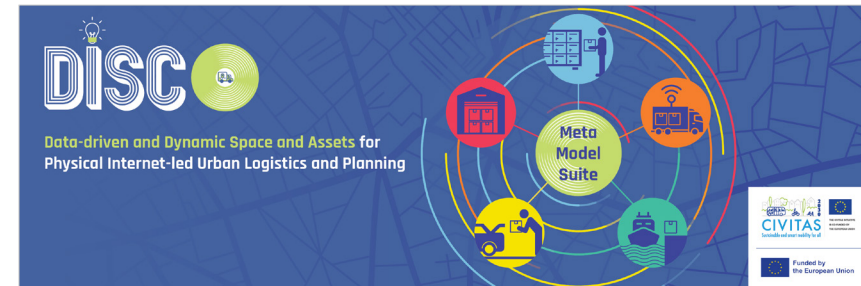 DISCO
Data-driven and Dynamic Space and Assets for
Physical Internet-led Urban Logistics and Planning
Meta
Model
Suite
CIVITAS
Sustainable and smart mobility for all
Funded by
the European Union